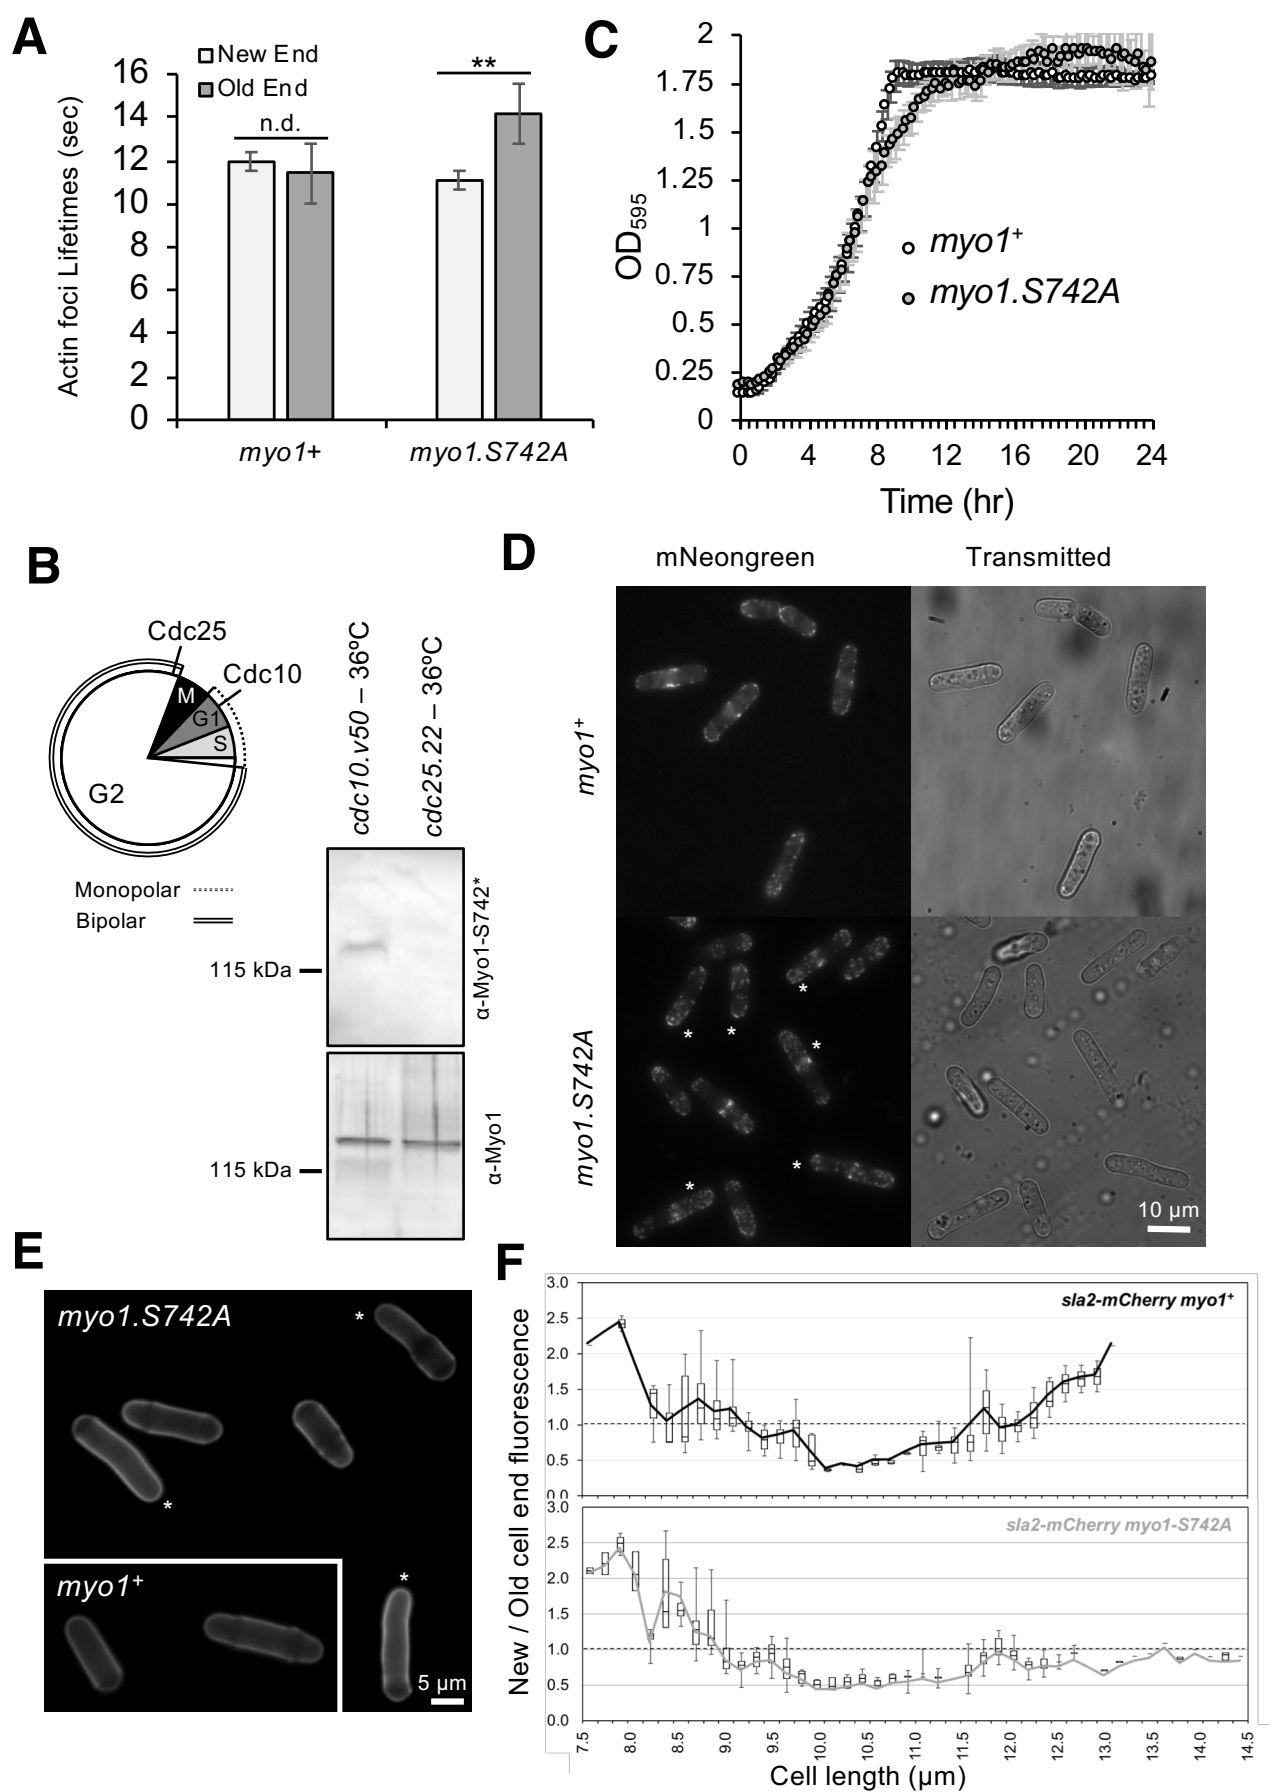 A
New End
Old End
Actin foci Lifetimes (sec)
16
14
12
10
8
6
4
2
0
n.d.
**
myo1+
myo1.S742A
C
OD595
2
1.75
1.5
1.25
1
0.75
0.5
0.25
0
myo1+
myo1.S742A
0 4 8 12 16 20 24
Time (hr)
B
Cdc25
Cdc10
M
G1
S
G2
Monopolar
Bipolar
cdc10.v50 – 36ºC
cdc25.22 – 36ºC
115 kDa
α-Myo1-S742*
115 kDa
α-Myo1
D
mNeongreen Transmitted
myo1+
myo1.S742A
*
*
*
*
*
*
10 µm
E
myo1.S742A
*
*
myo1+
*
5 µm
F
New / Old cell end fluorescence
3.0
2.5
2.0
1.5
1.0
0.5
0.0
sla2-mCherry myo1+
3.0
2.5
2.0
1.5
1.0
0.5
0.0
sla2-mCherry myo1-S742A
7.5 8.0 8.5 9.0 9.5 10.0 10.5 11.0 11.5 12.0 12.5 13.0 13.5 14.0 14.5
Cell length (µm)